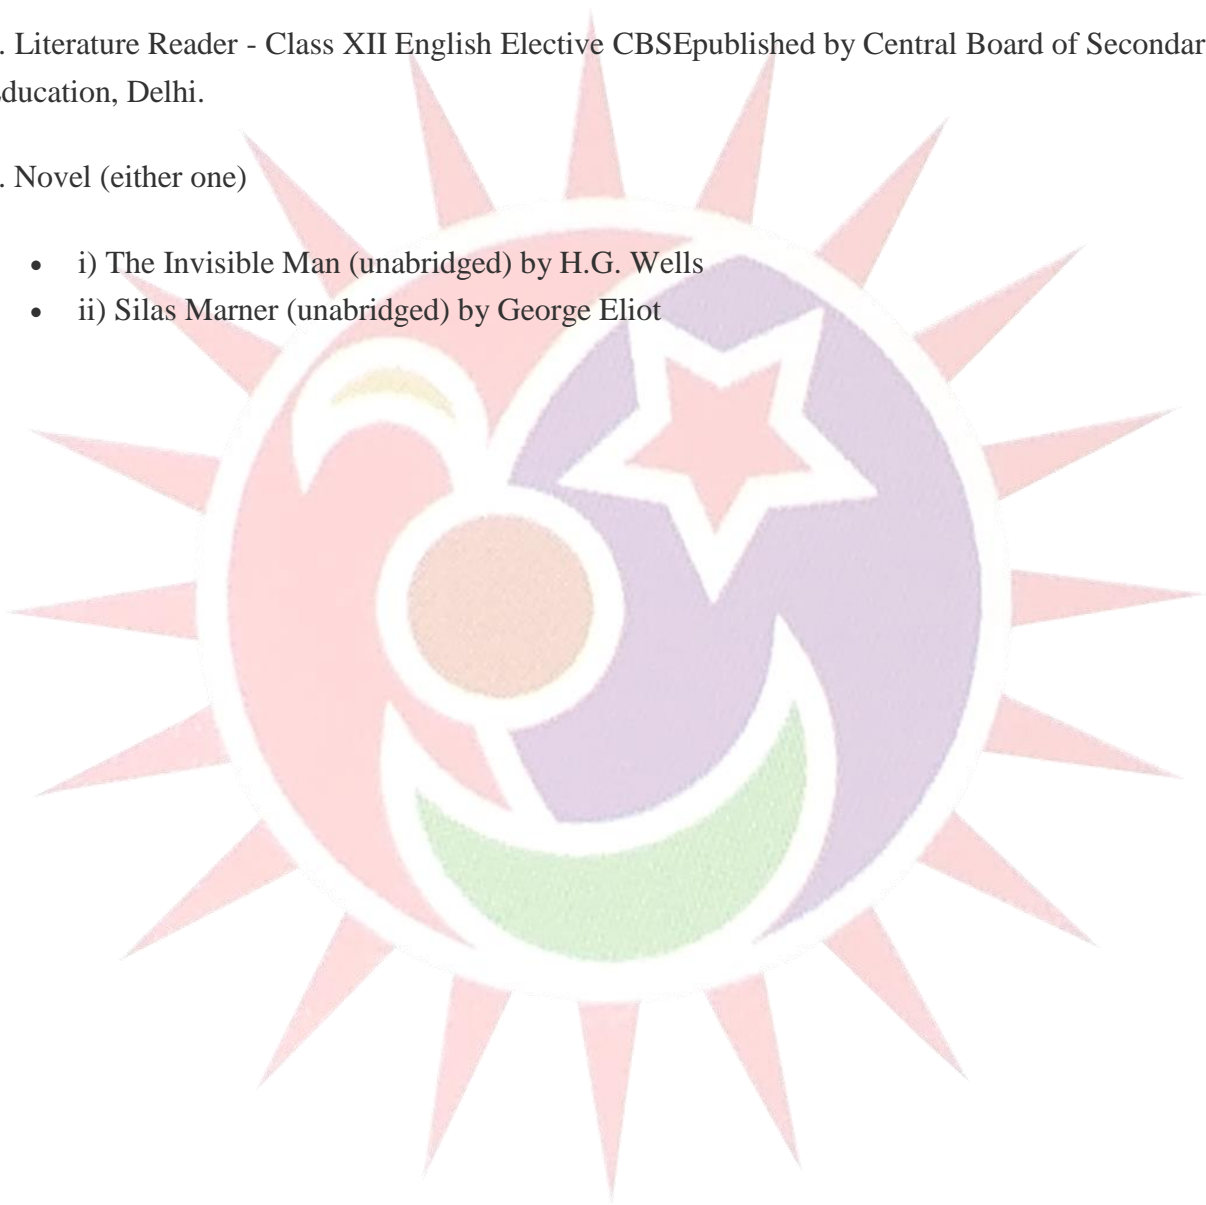 . Literature Reader - Class XII English Elective CBSEpublished by Central Board of Secondar
ducation, Delhi.
. Novel (either one)
• i) The Invisible Man (unabridged) by H.G. Wells
• ii) Silas Marner (unabridged) by George Eliot